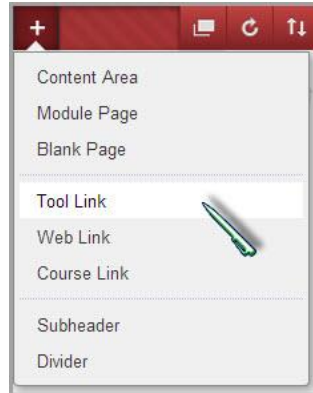 Content Area
Module Page
Blank Page
Tool Link
Web Link
Course Link
Subheader
Divider